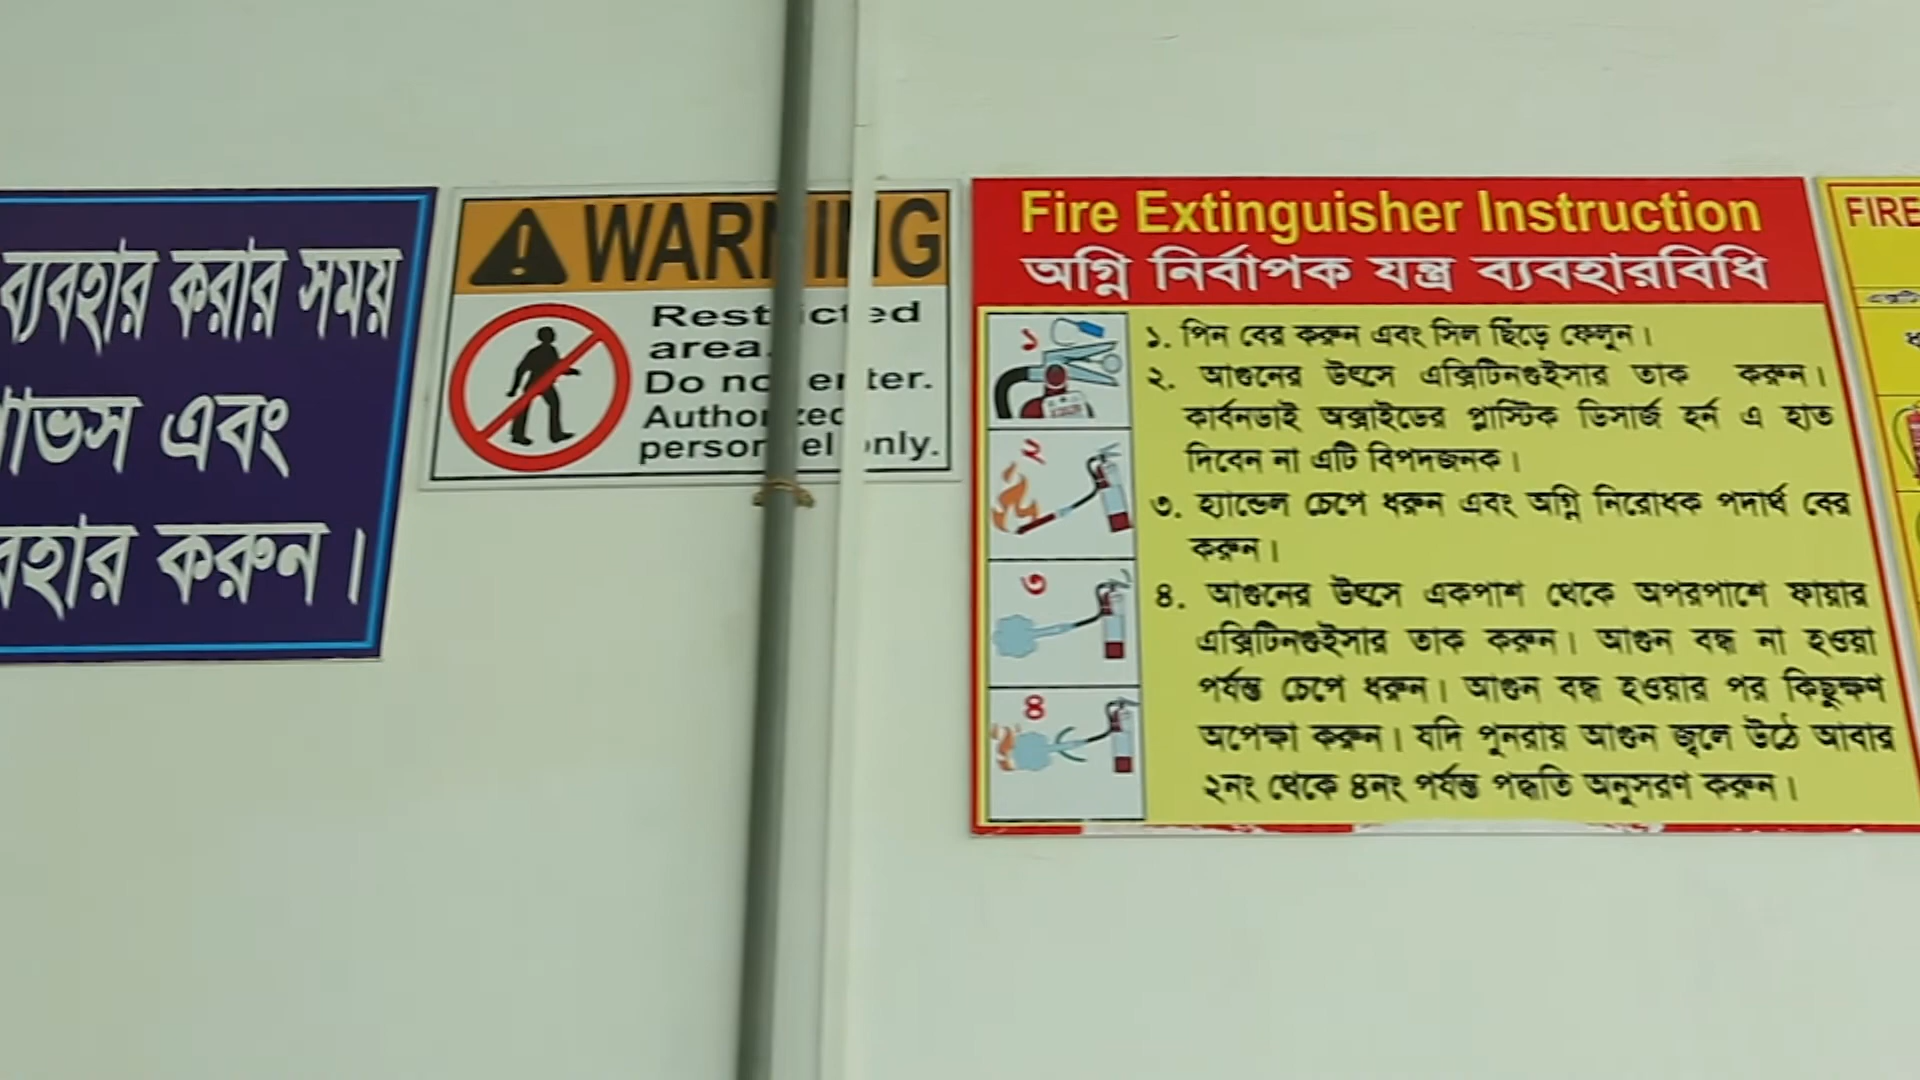 ব্যবহার করার সময়
এবং
করুন।
WARNING
Restricted
area.
Do not enter.
Authorized
personnel only.
Fire Extinguisher Instruction
অগ্নি নির্বাপক যন্ত্র ব্যবহারবিধি
১
২
৩
৪
১. পিন বের করুন এবং সিল ছিঁড়ে ফেলুন।
২. আগুনের উৎসে এক্সিটিনগুইসার তাক করুন।
কার্বনডাই অক্সাইডের প্লাস্টিক ডিসার্জ হর্ন এ হাত
দিবেন না এটি বিপদজনক।
৩. হ্যান্ডেল চেপে ধরুন এবং অগ্নি নিরোধক পদার্থ বের
করুন।
৪. আগুনের উৎসে একপাশ থেকে অপরপাশে ফায়ার
এক্সিটিনগুইসার তাক করুন। আগুন বন্ধ না হওয়া
পর্যন্ত চেপে ধরুন। আগুন বন্ধ হওয়ার পর কিছুক্ষণ
অপেক্ষা করুন। যদি পুনরায় আগুন জ্বলে উঠে আবার
২নং থেকে ৪নং পর্যন্ত পদ্ধতি অনুসরণ করুন।
FIRE